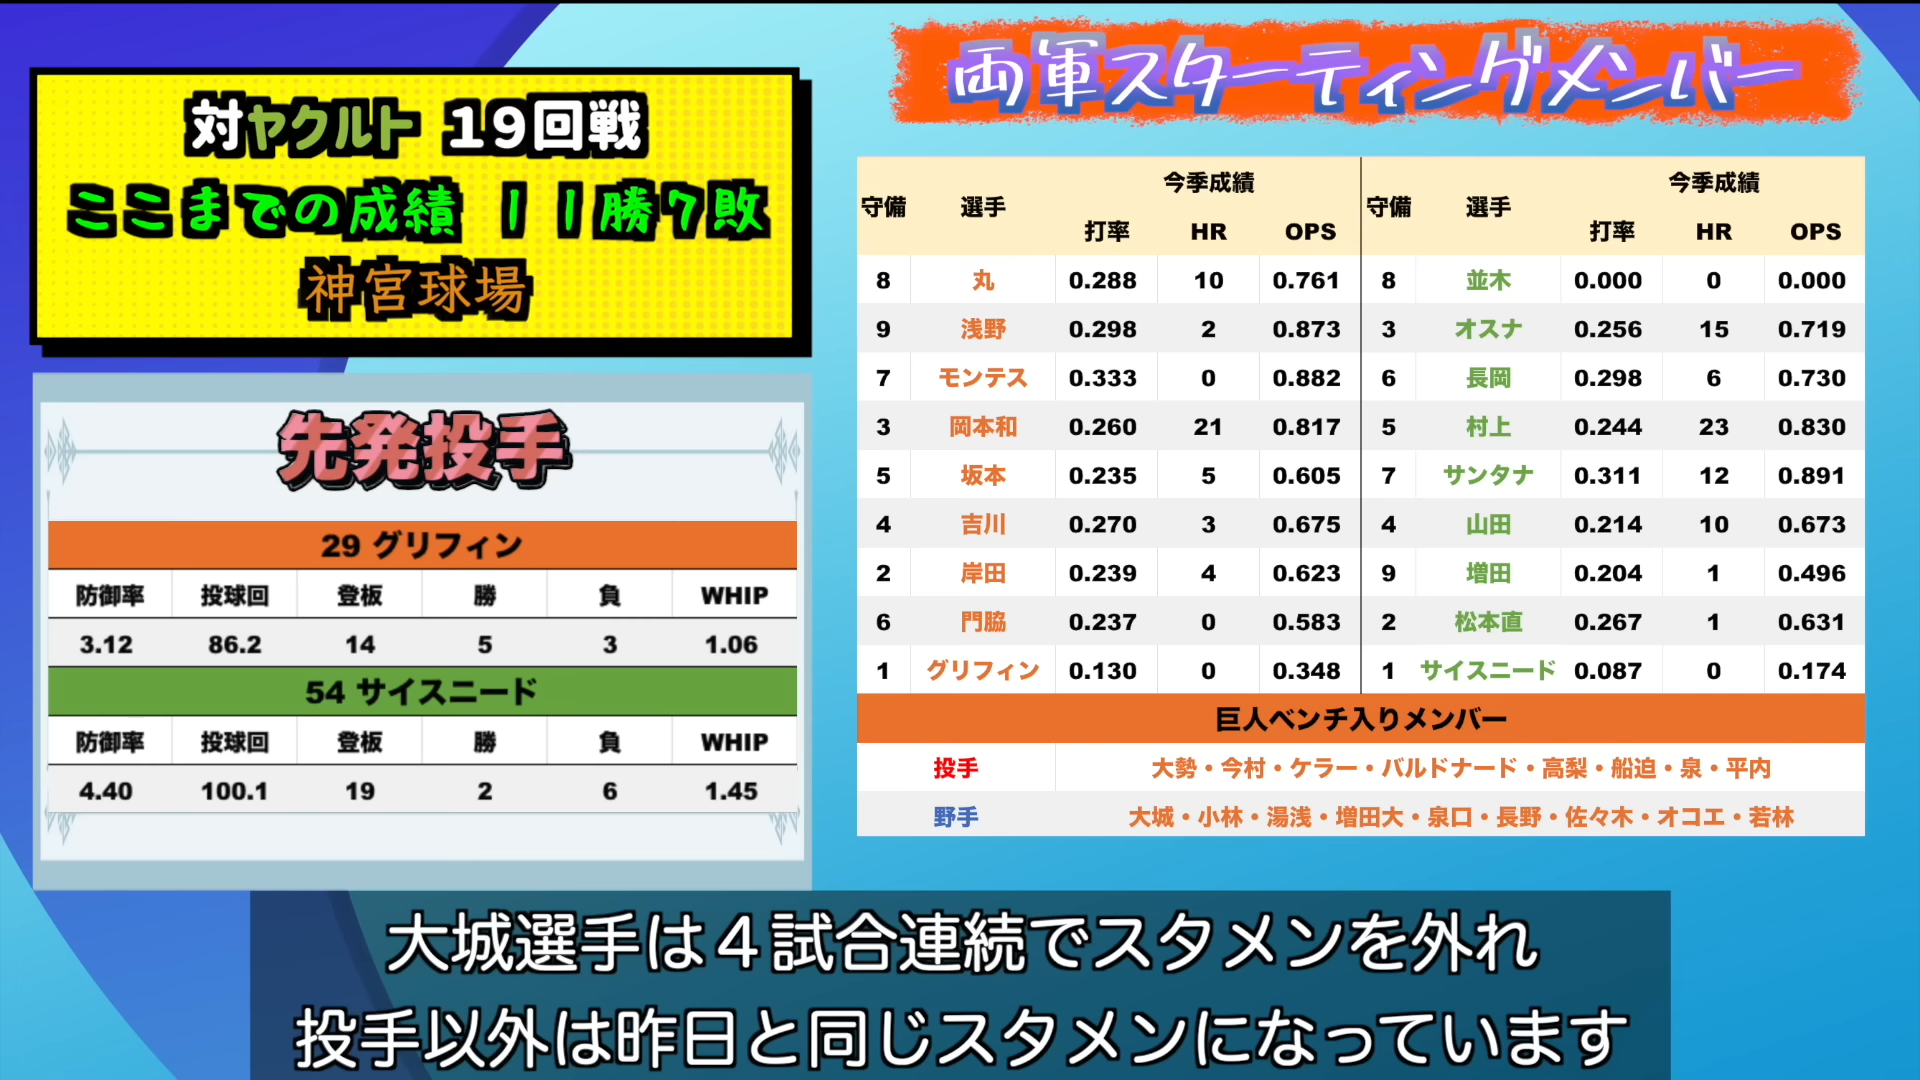 対ヤクルト 19回戦
ここまでの成績 11勝7敗
神宮球場
先発投手
29 グリフィン
防御率 投球回 登板 勝 負 WHIP
3.12 86.2 14 5 3 1.06
54 サイスニード
防御率 投球回 登板 勝 負 WHIP
4.40 100.1 19 2 6 1.45
両軍スターティングメンバー
守備 選手 今季成績 守備 選手 今季成績
打率 HR OPS 打率 HR OPS
8 丸 0.288 10 0.761 8 並木 0.000 0 0.000
9 浅野 0.298 2 0.873 3 オスナ 0.256 15 0.719
7 モンテス 0.333 0 0.882 6 長岡 0.298 6 0.730
3 岡本和 0.260 21 0.817 5 村上 0.244 23 0.830
5 坂本 0.235 5 0.605 7 サンタナ 0.311 12 0.891
4 吉川 0.270 3 0.675 4 山田 0.214 10 0.673
2 岸田 0.239 4 0.623 9 増田 0.204 1 0.496
6 門脇 0.237 0 0.583 2 松本直 0.267 1 0.631
1 グリフィン 0.130 0 0.348 1 サイスニード 0.087 0 0.174
巨人ベンチ入りメンバー
投手 大勢・今村・ケラー・バルドナード・高梨・船迫・泉・平内
野手 大城・小林・湯浅・増田大・泉口・長野・佐々木・オコエ・若林
大城選手は４試合連続でスタメンを外れ
投手以外は昨日と同じスタメンになっています